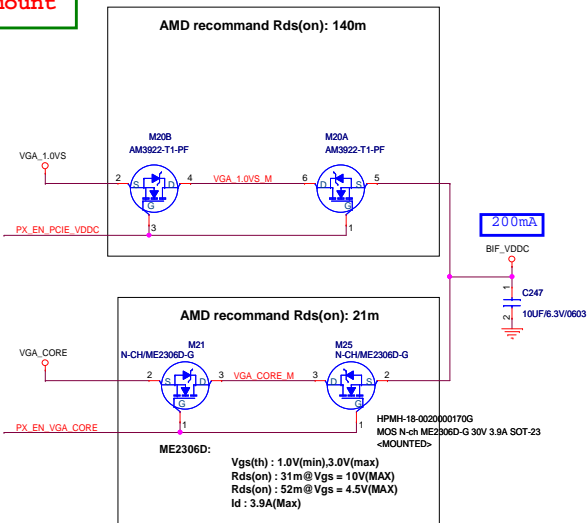 mount
AMD recommand Rds(on): 140m
M20B
AM3922-T1-PF
M20A
AM3922-T1-PF
VGA_1.0VS
2
S
D
G
4
VGA_1.0VS_M
6
D
S
G
5
PX_EN_PCIE_VDDC
3
1
200mA
BIF_VDDC
1
C247
2
10UF/6.3V/0603
AMD recommand Rds(on): 21m
M21
N-CH/ME2306D-G
M25
N-CH/ME2306D-G
VGA_CORE
2
S
D
G
3
VGA_CORE_M
3
D
S
G
2
PX_EN_VGA_CORE
1
1
HPMH-18-0020000170G
MOS N-ch ME2306D-G 30V 3.9A SOT-23
<MOUNTED>
ME2306D:
Vgs(th) : 1.0V(min),3.0V(max)
Rds(on) : 31m@Vgs = 10V(MAX)
Rds(on) : 52m@Vgs = 4.5V(MAX)
Id : 3.9A(Max)